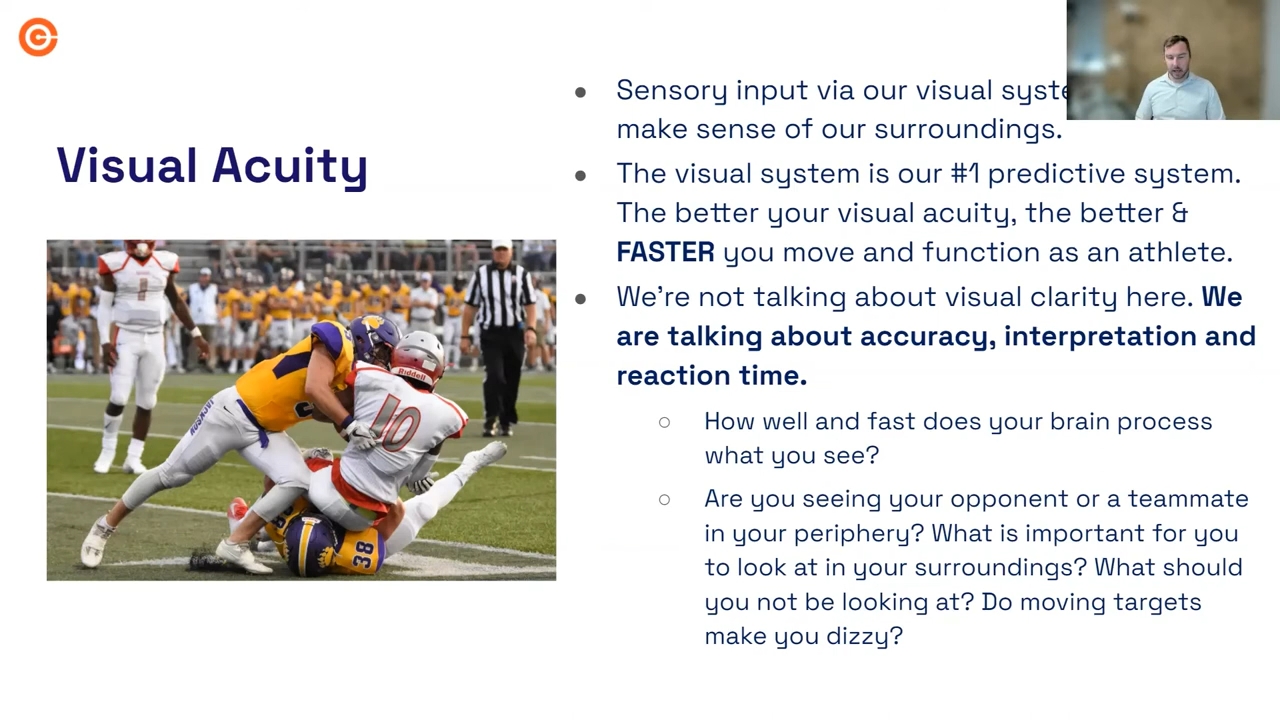 Visual Acuity
Sensory input via our visual
make sense of our surroundings.
The visual system is our #1 predictive system.
The better your visual acuity, the better &
FASTER you move and function as an athlete.
We're not talking about visual clarity here. We
are talking about accuracy, interpretation and
reaction time.
How well and fast does your brain process
what you see?
Are you seeing your opponent or a teammate
in your periphery? What is important for you
to look at in your surroundings? What should
you not be looking at? Do moving targets
make you dizzy?
Riddell
10
38
JACKSON
1